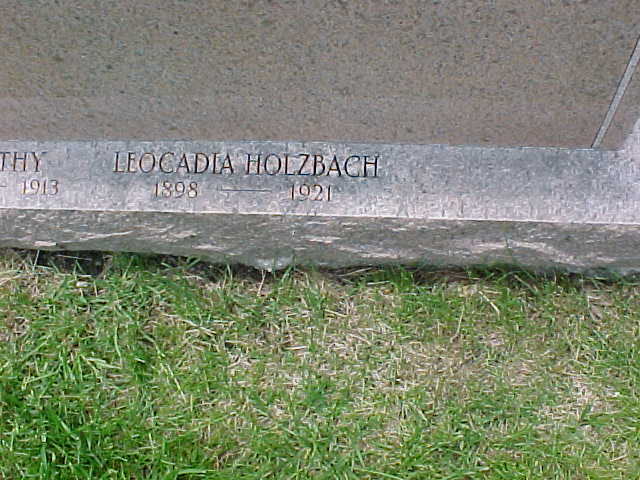 THY LEOCADIA HOLZBACH
– 1913 1898 — 1921